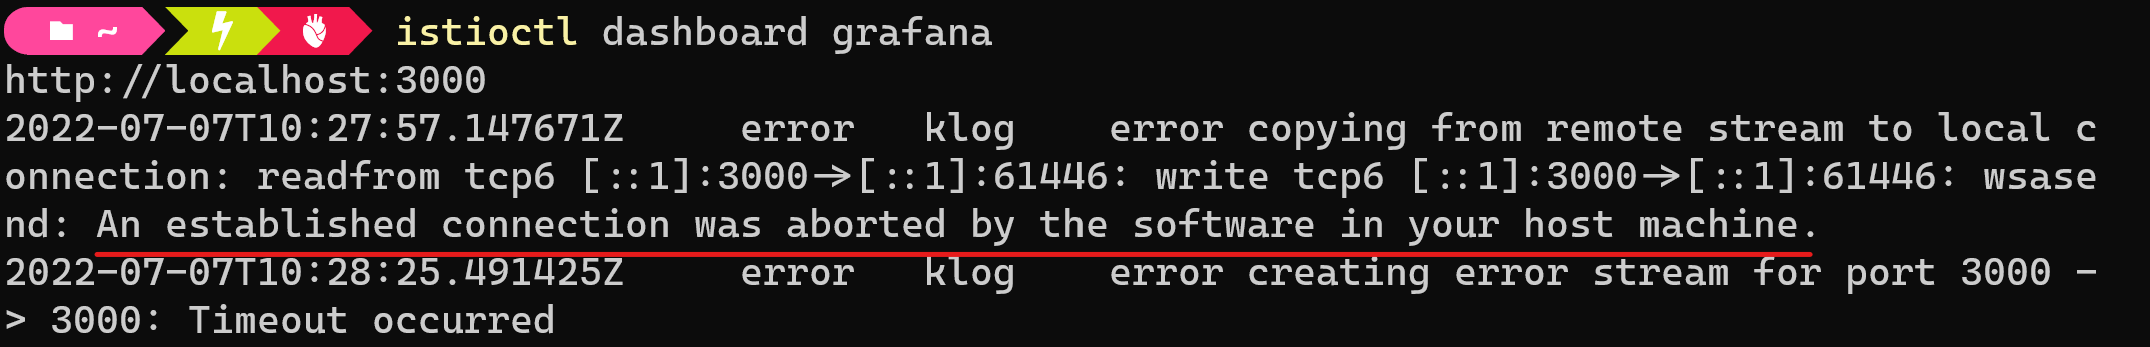 ~ istioctl dashboard grafana
http://localhost:3000
2022-07-07T10:27:57.147671Z     error   klog    error copying from remote stream to local c
onnection: readfrom tcp6 [::1]:3000->[::1]:61446: write tcp6 [::1]:3000->[::1]:61446: wsase
nd: An established connection was aborted by the software in your host machine.
2022-07-07T10:28:25.491425Z     error   klog    error creating error stream for port 3000 -
> 3000: Timeout occurred